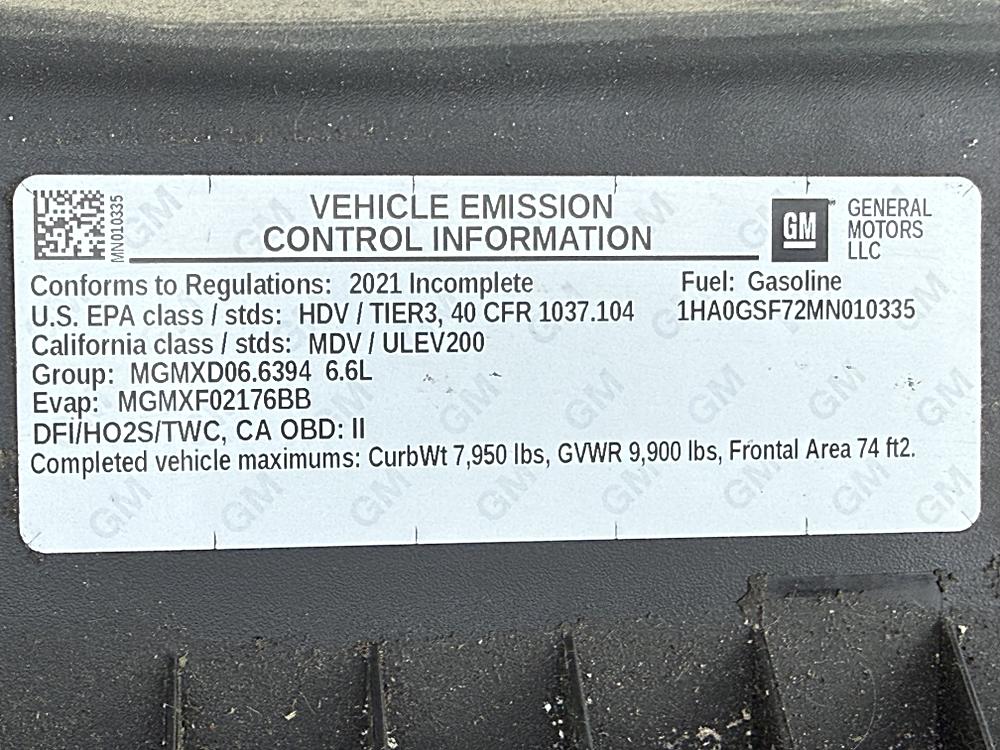 MN010335
VEHICLE EMISSION
CONTROL INFORMATION
GM
GENERAL
MOTORS
LLC
Conforms to Regulations: 2021 Incomplete
Fuel: Gasoline
U.S. EPA class / stds: HDV / TIER3, 40 CFR 1037.104
1HA0GSF72MN010335
California class / stds: MDV / ULEV200
Group: MGMXD06.6394 6.6L
Evap: MGMXF02176BB
DFI/HO2S/TWC, CA OBD: II
Completed vehicle maximums: CurbWt 7,950 lbs, GVWR 9,900 lbs, Frontal Area 74 ft2.